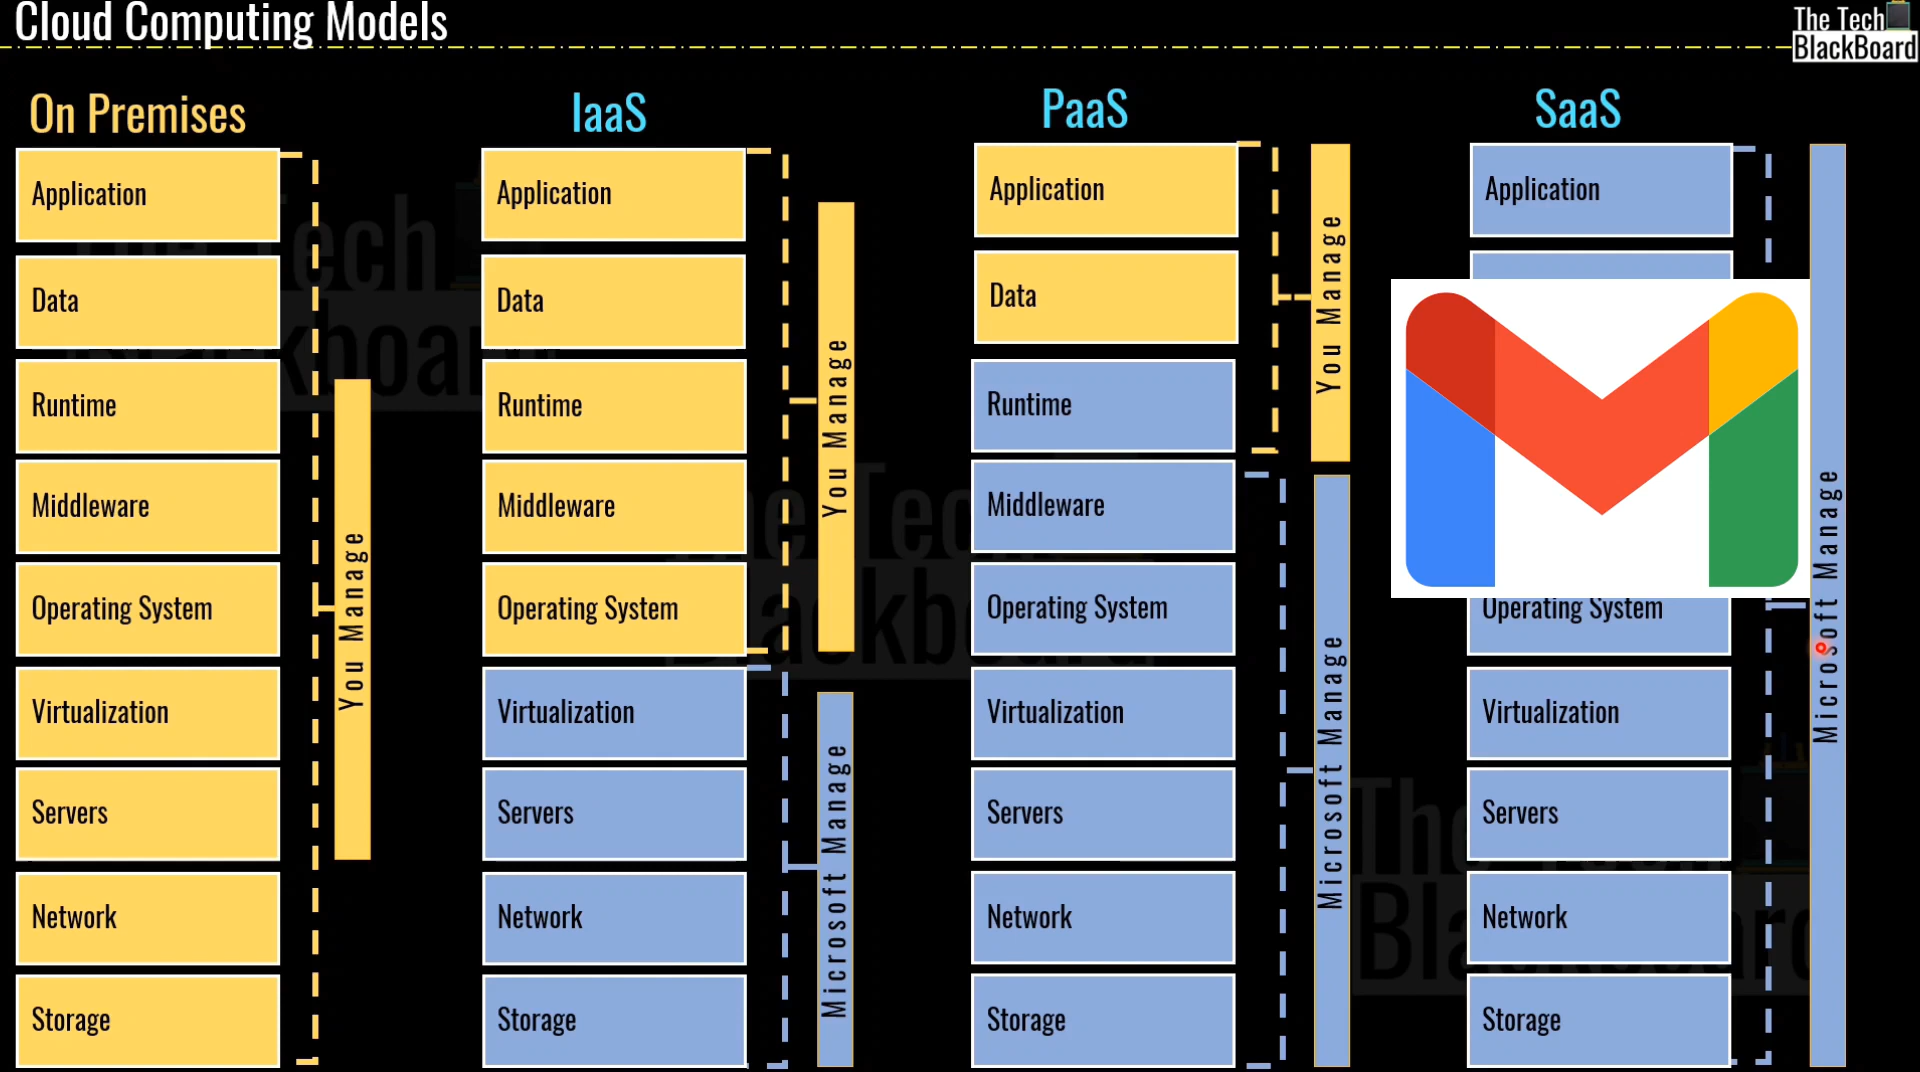 Cloud Computing Models
The Tech
BlackBoard
On Premises
Application
Data
Runtime
Middleware
Operating System
Virtualization
Servers
Network
Storage
You Manage
IaaS
Application
Data
Runtime
Middleware
Operating System
Virtualization
Servers
Network
Storage
You Manage
Microsoft Manage
PaaS
Application
Data
Runtime
Middleware
Operating System
Virtualization
Servers
Network
Storage
You Manage
Microsoft Manage
SaaS
Application
Operating System
Virtualization
Servers
Network
Storage
Microsoft Manage